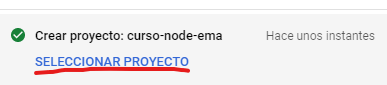 Crear proyecto: curso-node-ema Hace unos instantes
SELECCIONAR PROYECTO